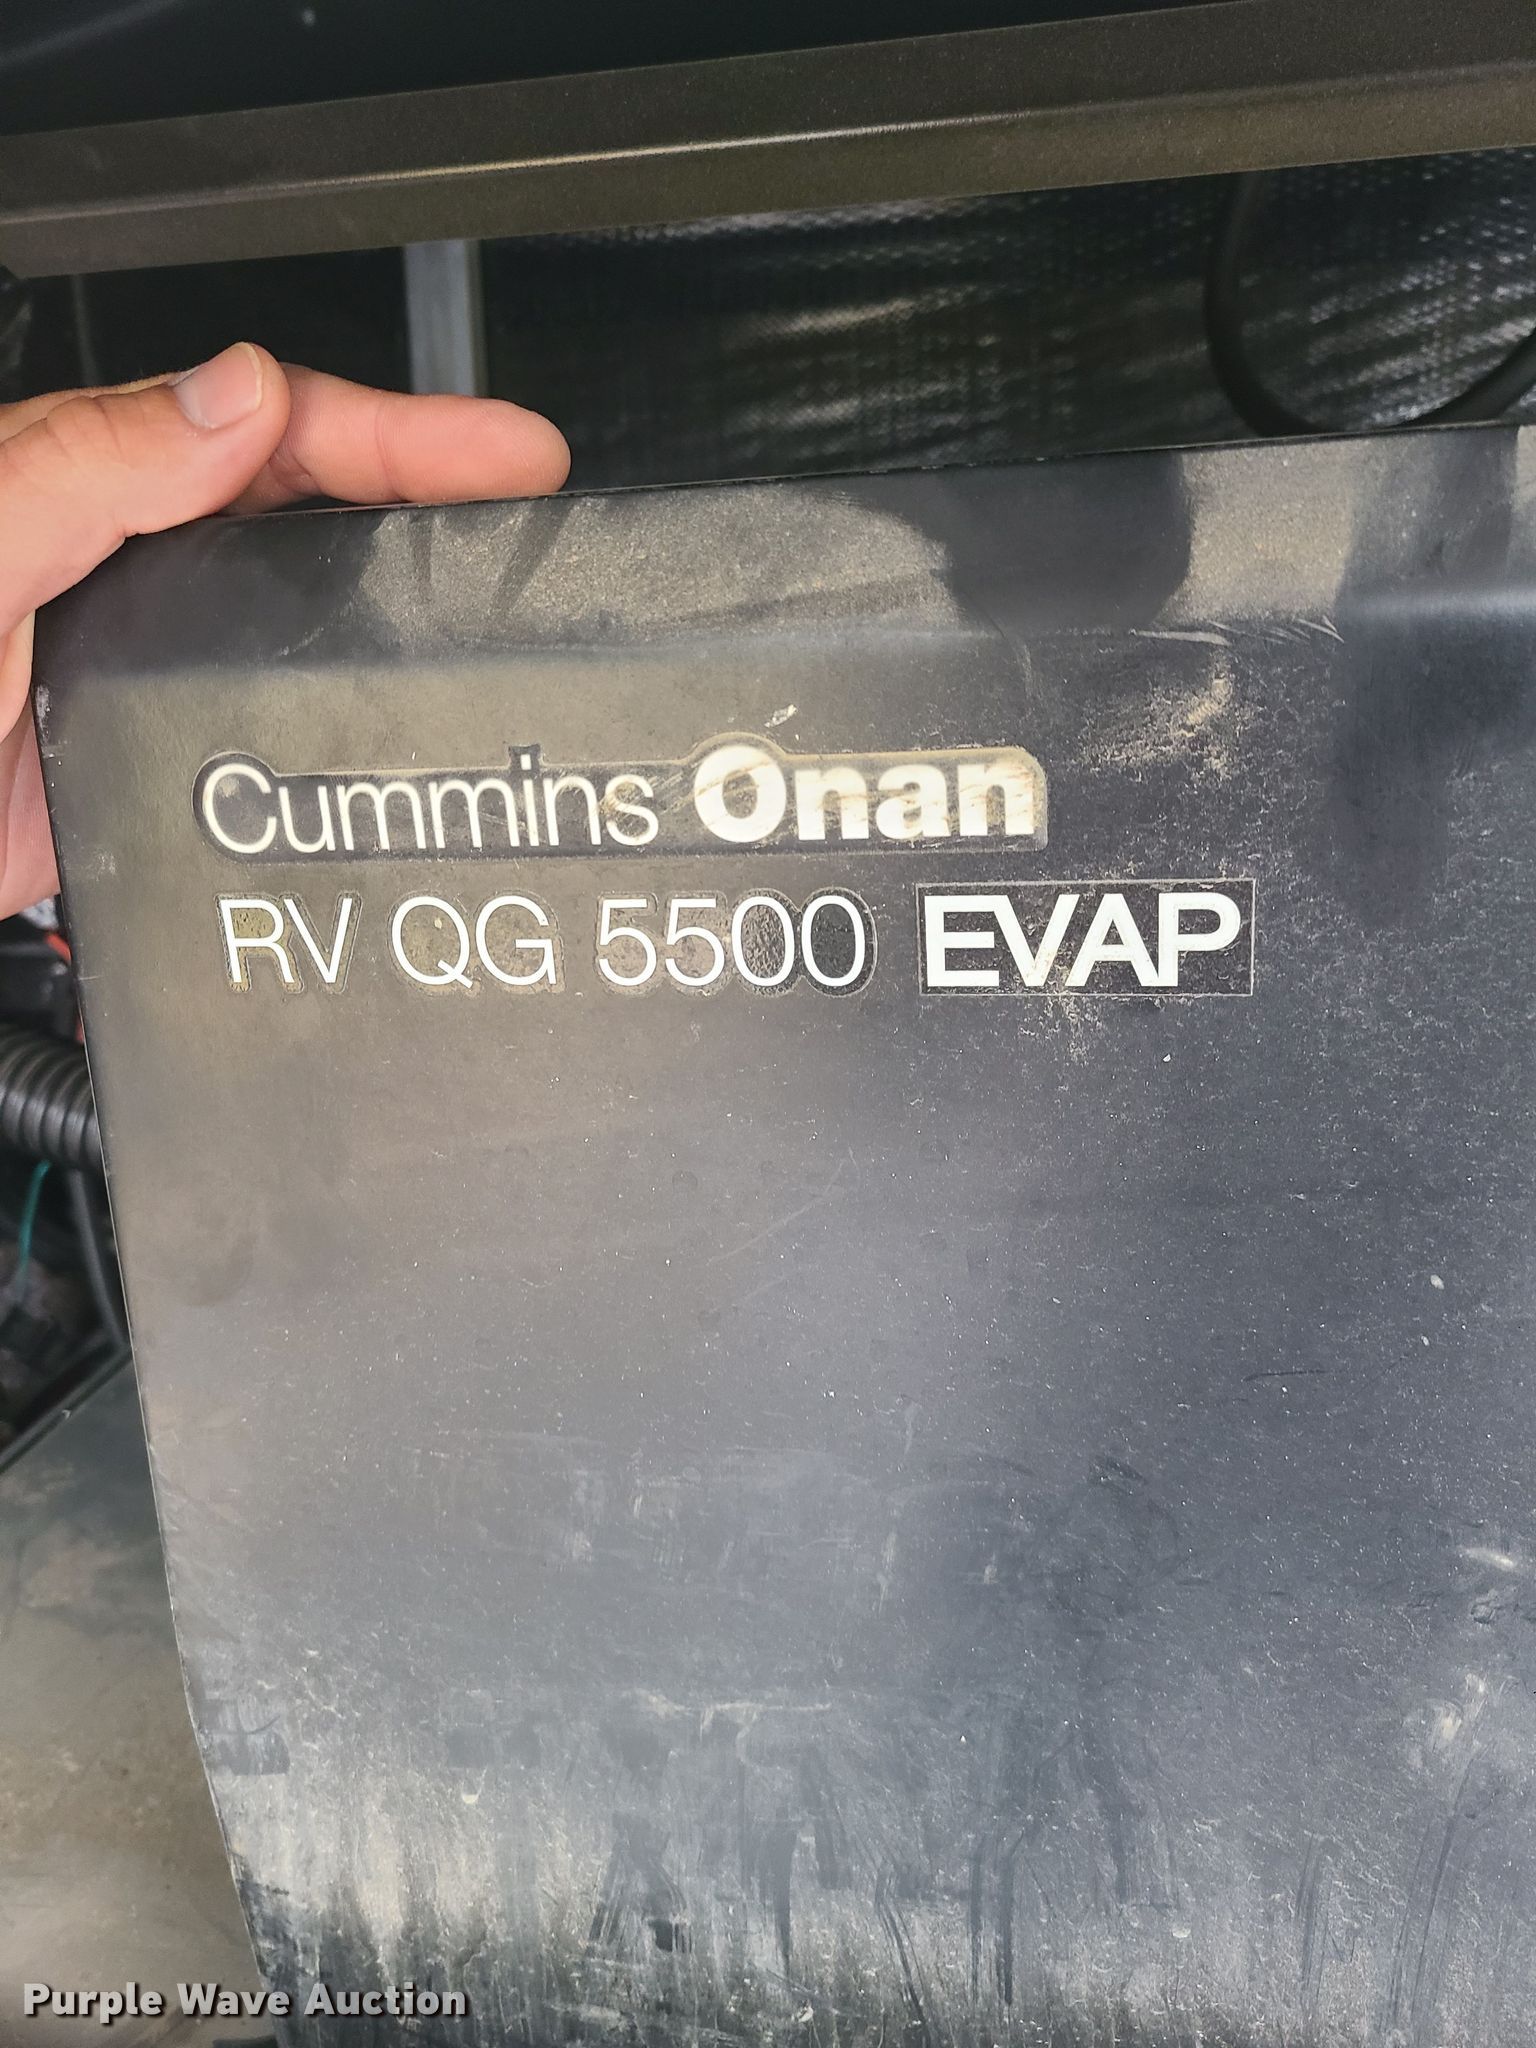 Cummins Onan
RV QG 5500 EVAP
Purple Wave Auction